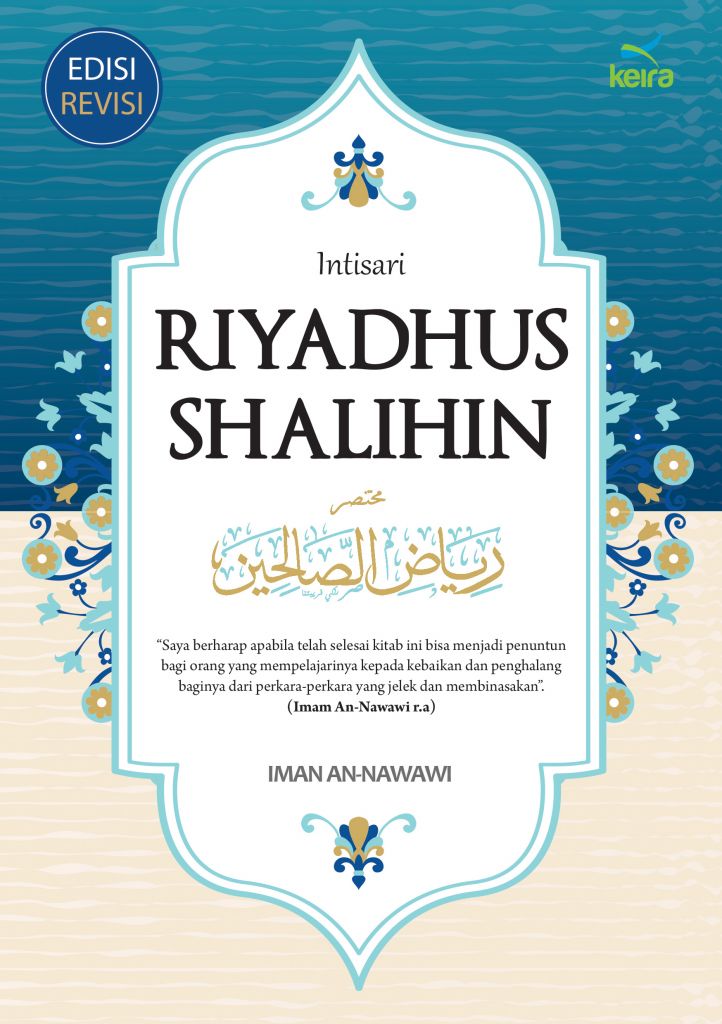 EDISI
REVISI
keira
Intisari
RIYADHUS
SHALIHIN
مختصر
رياض الصالحين
“Saya berharap apabila telah selesai kitab ini bisa menjadi penuntun
bagi orang yang mempelajarinya kepada kebaikan dan penghalang
baginya dari perkara-perkara yang jelek dan membinasakan”.
(Imam An-Nawawi r.a)
IMAN AN-NAWAWI